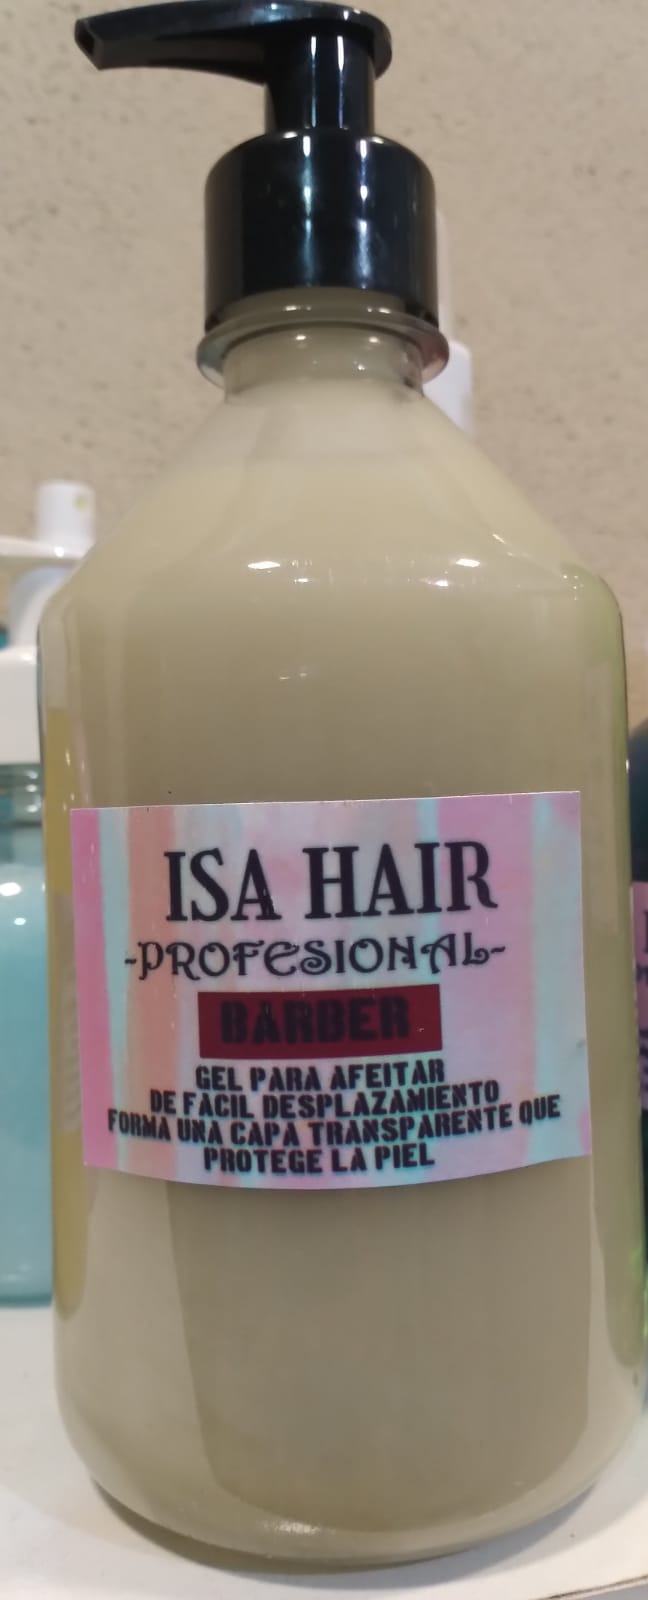 ISA HAIR
-PROFESIONAL-
BARBER
GEL PARA AFEITAR
DE FACIL DESPLAZAMIENTO
FORMA UNA CAPA TRANSPARENTE QUE
PROTEGE LA PIEL